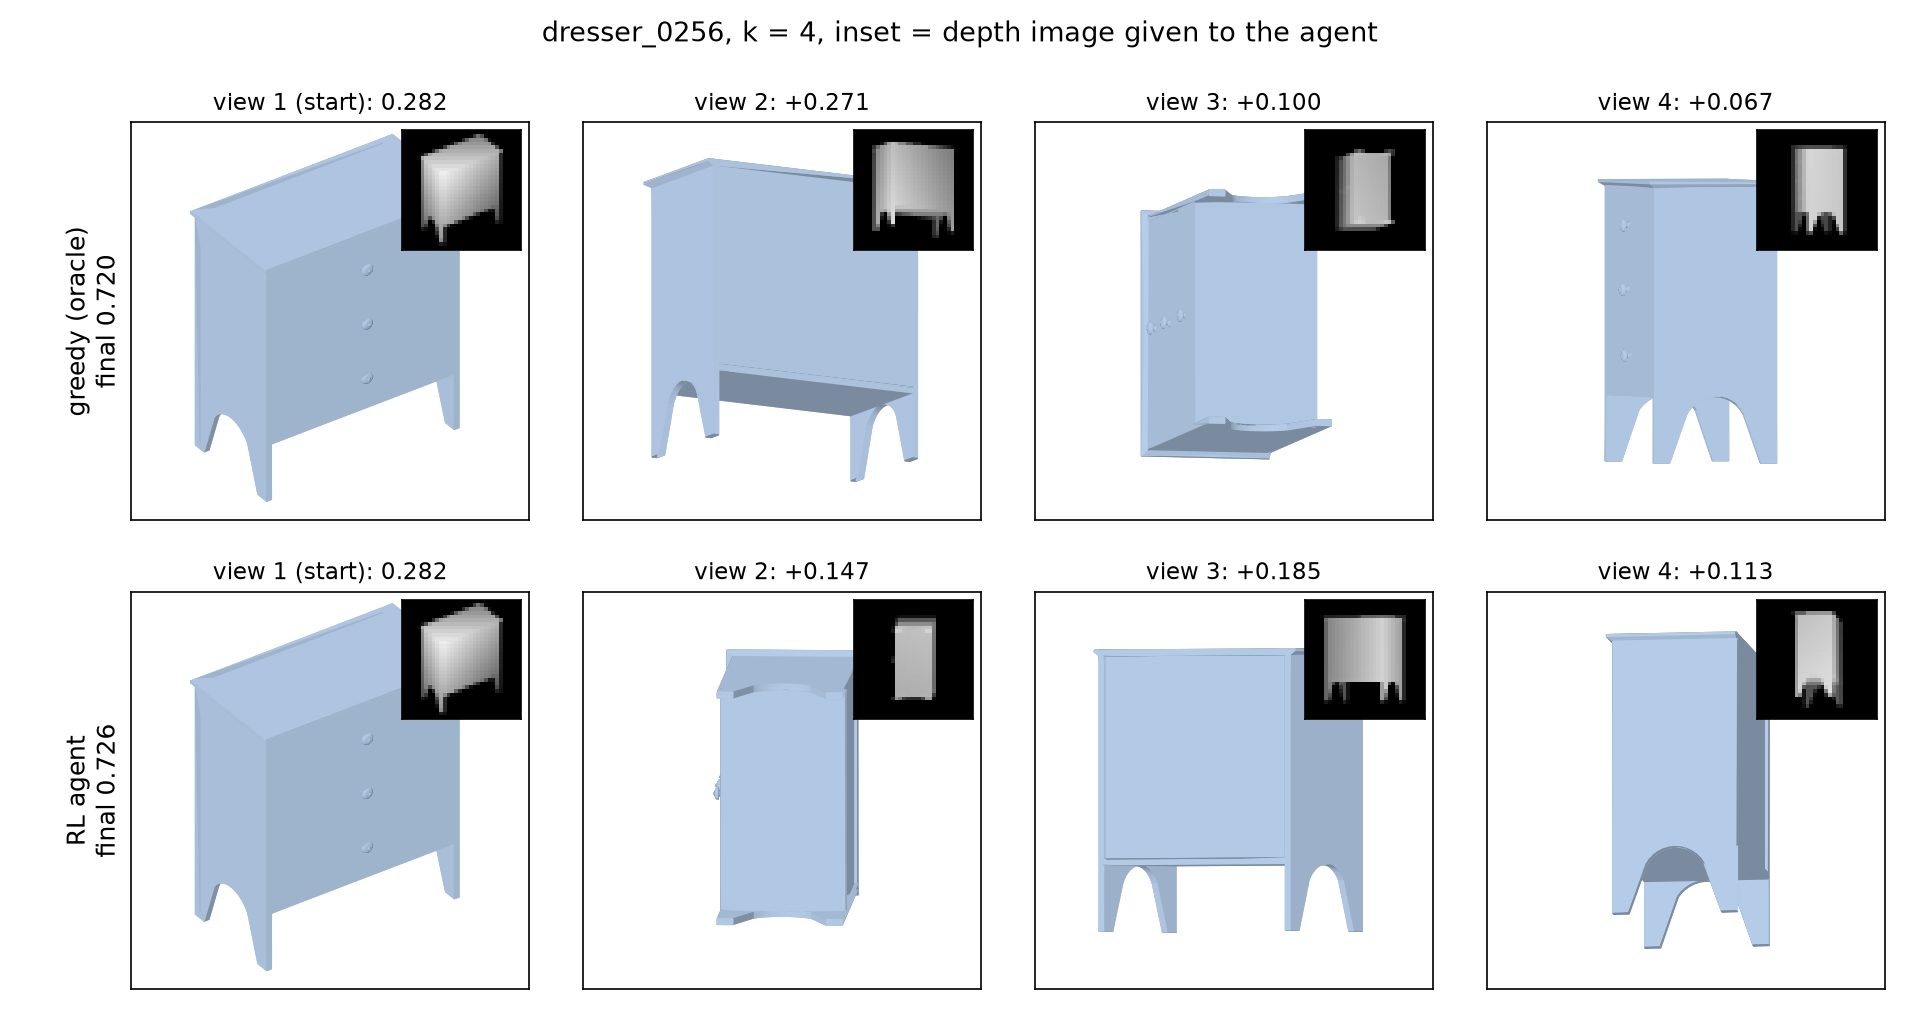 dresser_0256, k = 4, inset = depth image given to the agent
greedy (oracle)
final 0.720
view 1 (start): 0.282
view 2: +0.271
view 3: +0.100
view 4: +0.067
RL agent
final 0.726
view 1 (start): 0.282
view 2: +0.147
view 3: +0.185
view 4: +0.113